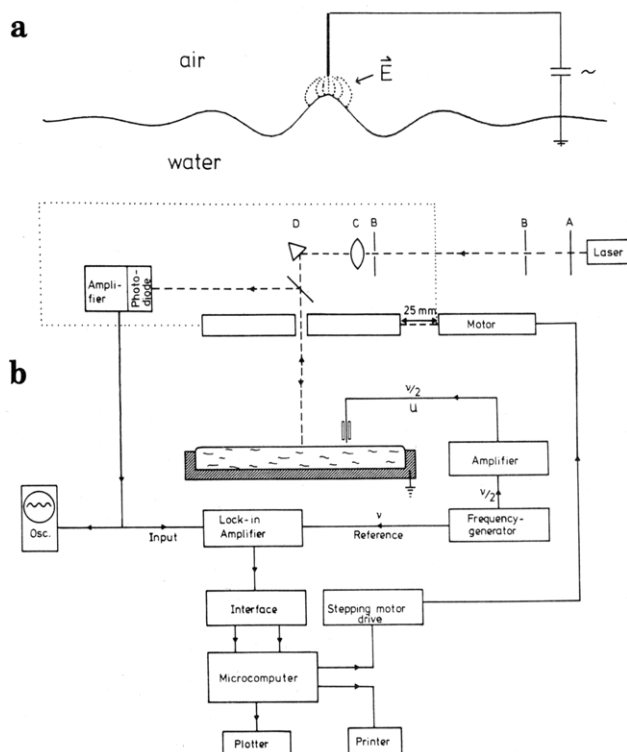 a
air
E
~
water
D
C
B
B
A
Laser
Ampli-
fier
Photo-
diode
25 mm
Motor
b
ν/2
u
Amplifier
ν/2
Osc.
Input
Lock-in
Amplifier
ν
Reference
Frequency-
generator
Interface
Stepping motor
drive
Microcomputer
Plotter
Printer